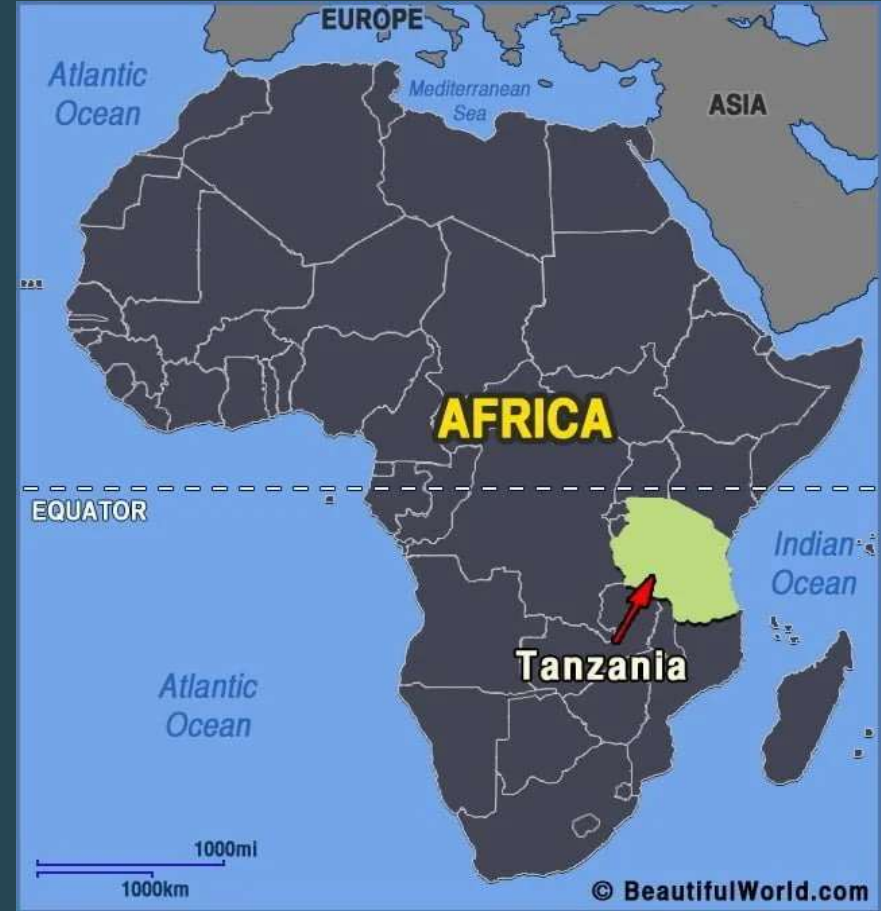 EUROPE
Atlantic
Ocean
Mediterranean
Sea
ASIA
AFRICA
EQUATOR
Indian
Ocean
Tanzania
Atlantic
Ocean
1000mi
1000km
© BeautifulWorld.com